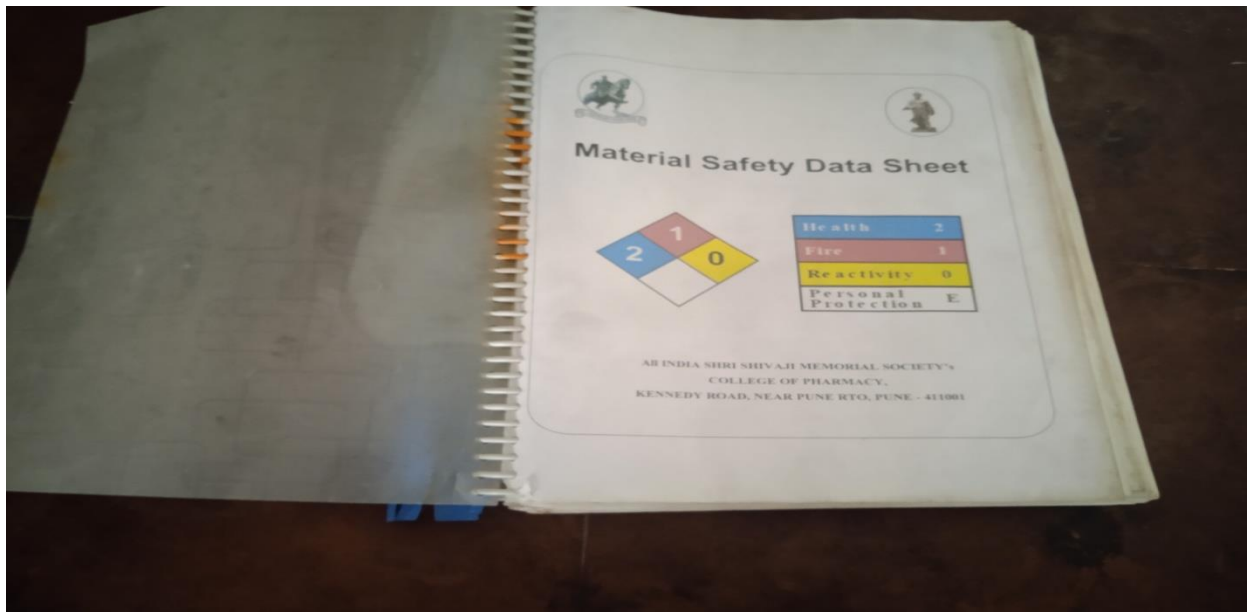 Material Safety Data Sheet
1
2
0
Health 2
Fire 1
Reactivity 0
Personal
Protection E
All INDIA SHRI SHIVAJI MEMORIAL SOCIETY's
COLLEGE OF PHARMACY,
KENNEDY ROAD, NEAR PUNE RTO, PUNE - 411001